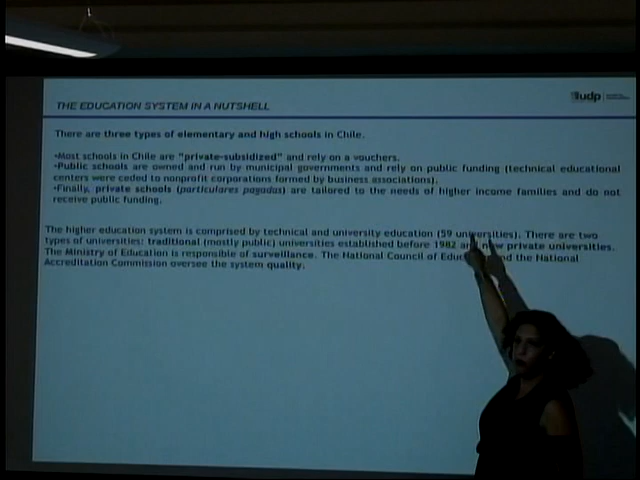 THE EDUCATION SYSTEM IN A NUTSHELL
udp
There are three types of elementary and high schools in Chile.
•Most schools in Chile are "private-subsidized" and rely on a vouchers.
•Public schools are owned and run by municipal governments and rely on public funding (technical educational
centers were ceded to nonprofit corporations formed by business associations).
•Finally, private schools (particulares pagados) are tailored to the needs of higher income families and do not
receive public funding.
The higher education system is comprised by technical and university education (59 universities). There are two
types of universities: traditional (mostly public) universities established before 1982 and new private universities.
The Ministry of Education is responsible of surveillance. The National Council of and the National
Accreditation Commission oversee the system quality.